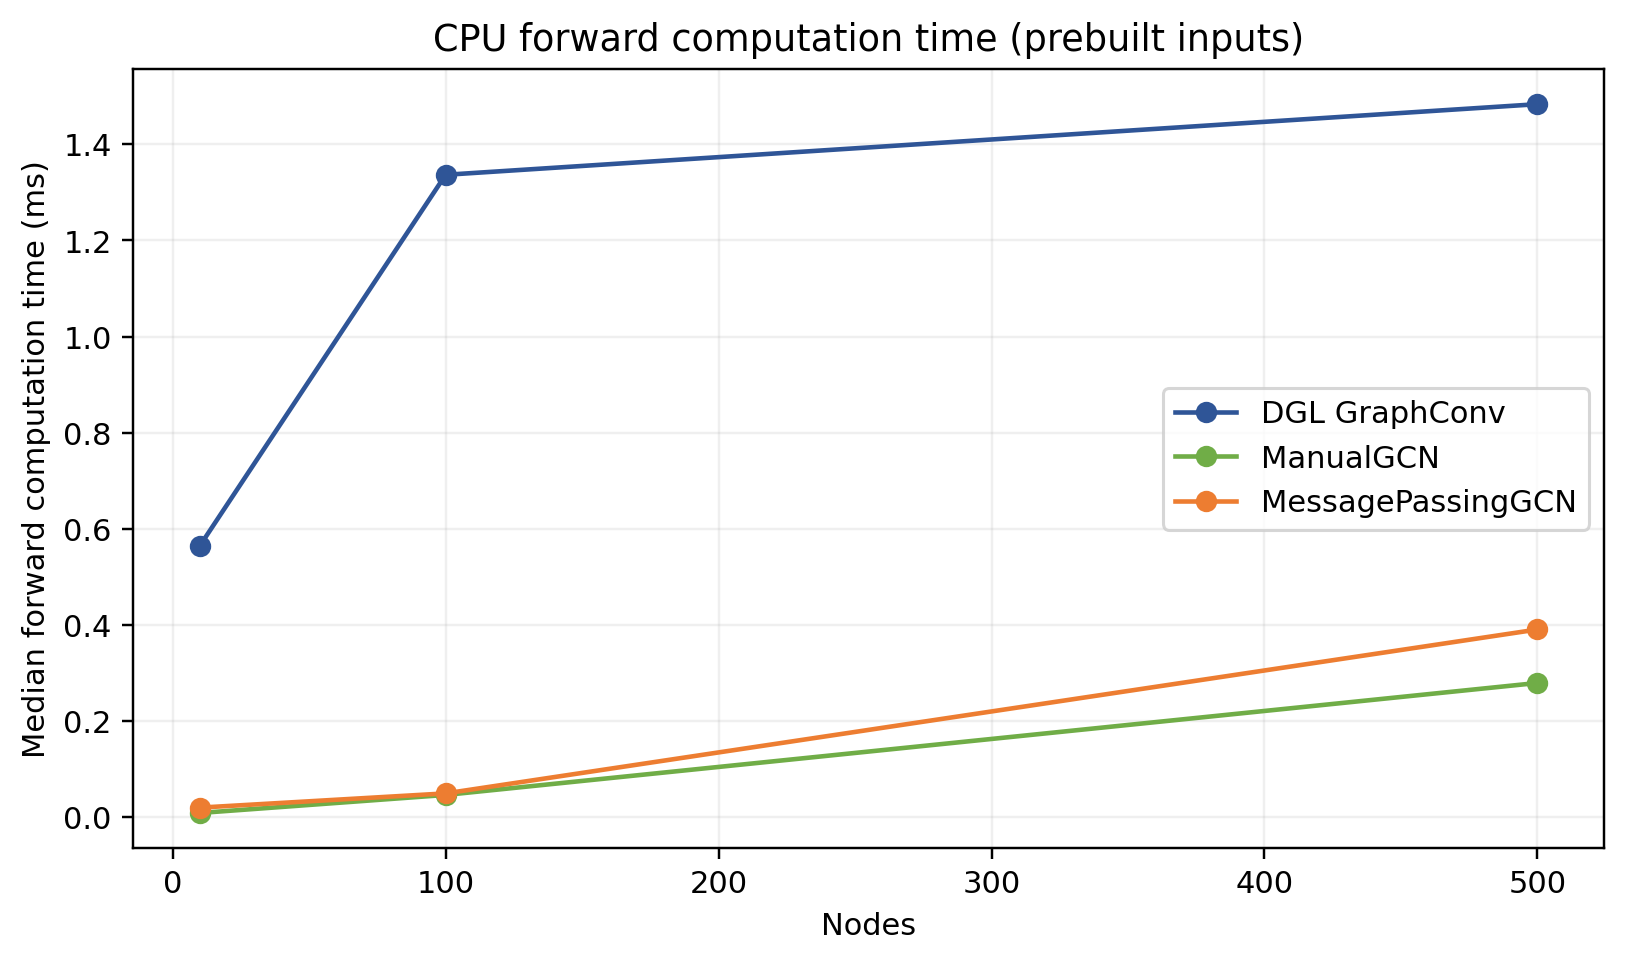 CPU forward computation time (prebuilt inputs)
Median forward computation time (ms)
1.4
1.2
1.0
0.8
0.6
0.4
0.2
0.0
DGL GraphConv
ManualGCN
MessagePassingGCN
0 100 200 300 400 500
Nodes